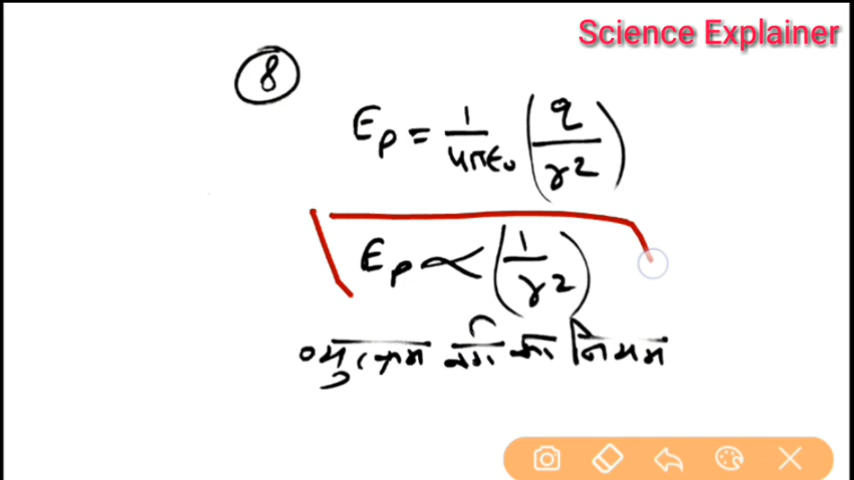 Science Explainer
8
Eₚ = 1/4πε₀ (q/r²)
Eₚ ∝ (1/r²)
व्युत्क्रम वर्ग का नियम